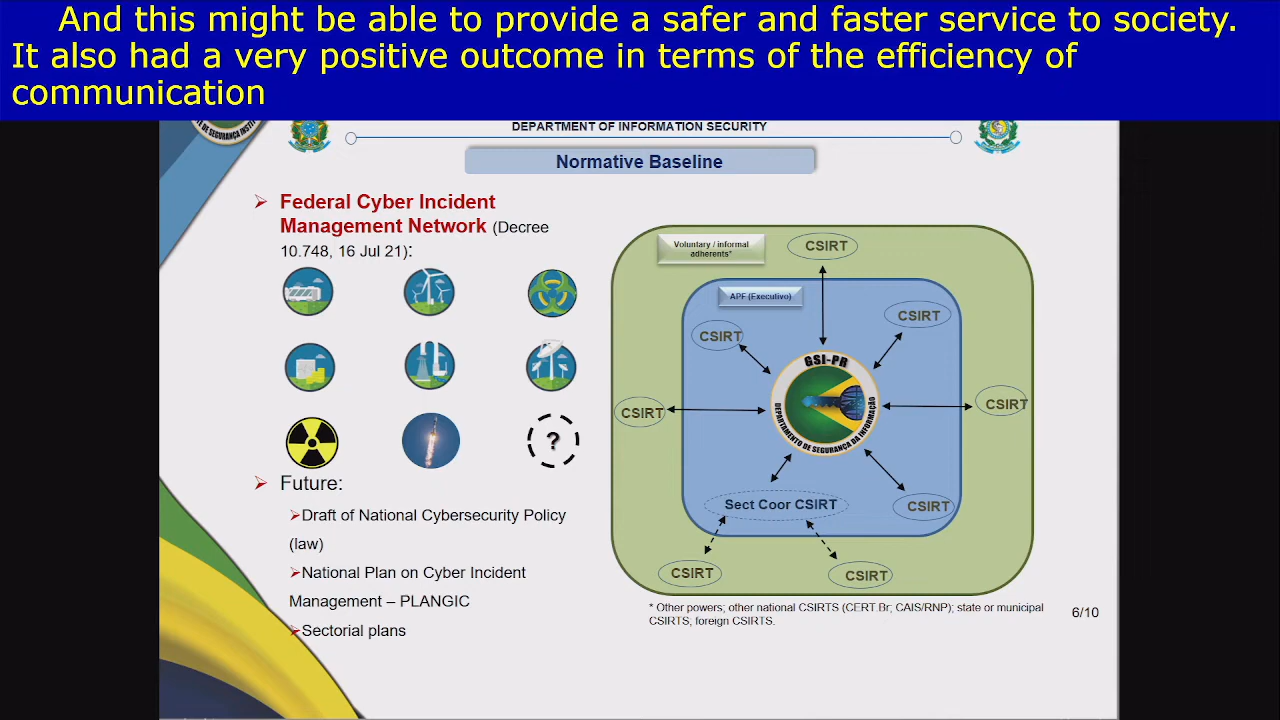 And this might be able to provide a safer and faster service to society.
It also had a very positive outcome in terms of the efficiency of
communication
DEPARTMENT OF INFORMATION SECURITY
Normative Baseline
Federal Cyber Incident
Management Network (Decree
10.748, 16 Jul 21):
?
Future:
Draft of National Cybersecurity Policy
(law)
National Plan on Cyber Incident
Management – PLANGIC
Sectorial plans
Voluntary / informal
adherents*
CSIRT
APF (Executivo)
CSIRT
CSIRT
GSI-PR
DEPARTAMENTO DE SEGURANÇA DA INFORMAÇÃO
CSIRT
CSIRT
Sect Coor CSIRT
CSIRT
CSIRT
CSIRT
* Other powers; other national CSIRTS (CERT.Br; CAIS/RNP); state or municipal
CSIRTS, foreign CSIRTS.
6/10